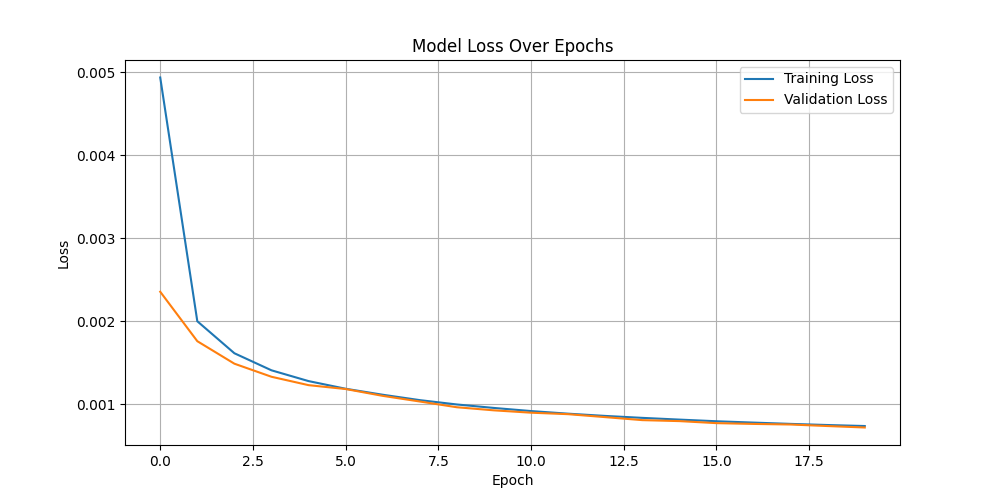 Model Loss Over Epochs
Training Loss
Validation Loss
0.005
0.004
0.003
0.002
0.001
Loss
0.0 2.5 5.0 7.5 10.0 12.5 15.0 17.5
Epoch